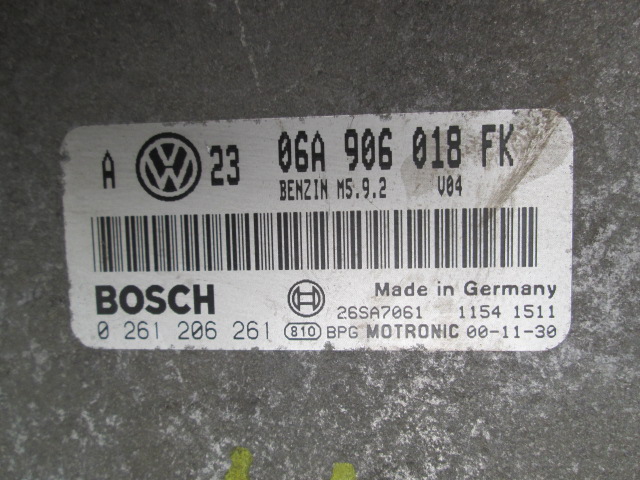 A VW 23 06A 906 018 FK
BENZIN M5.9.2 V04
BOSCH
Made in Germany
26SA7061 1154 1511
0 261 206 261 810 BPG MOTRONIC 00-11-30